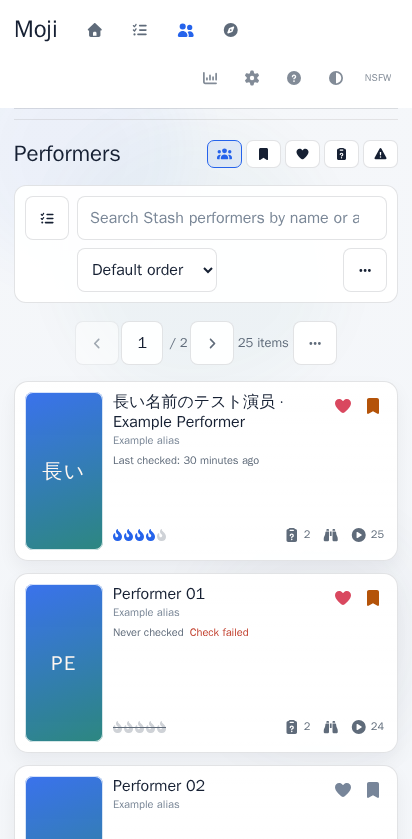 Moji
NSFW
Performers
Search Stash performers by name or a
Default order
1 / 2 25 items
長い
長い名前のテスト演员 ·
Example Performer
Example alias
Last checked: 30 minutes ago
2 25
PE
Performer 01
Example alias
Never checked Check failed
2 24
Performer 02
Example alias